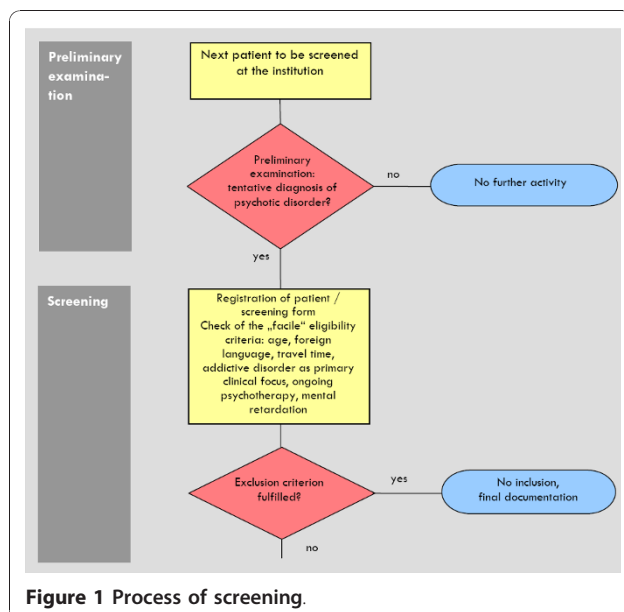 Preliminary
examina-
tion
Next patient to be screened
at the institution
Preliminary
examination:
tentative diagnosis of
psychotic disorder?
no
No further activity
yes
Screening
Registration of patient /
screening form
Check of the „facile“ eligibility
criteria: age, foreign
language, travel time,
addictive disorder as primary
clinical focus, ongoing
psychotherapy, mental
retardation
Exclusion criterion
fulfilled?
yes
No inclusion,
final documentation
no
Figure 1 Process of screening.